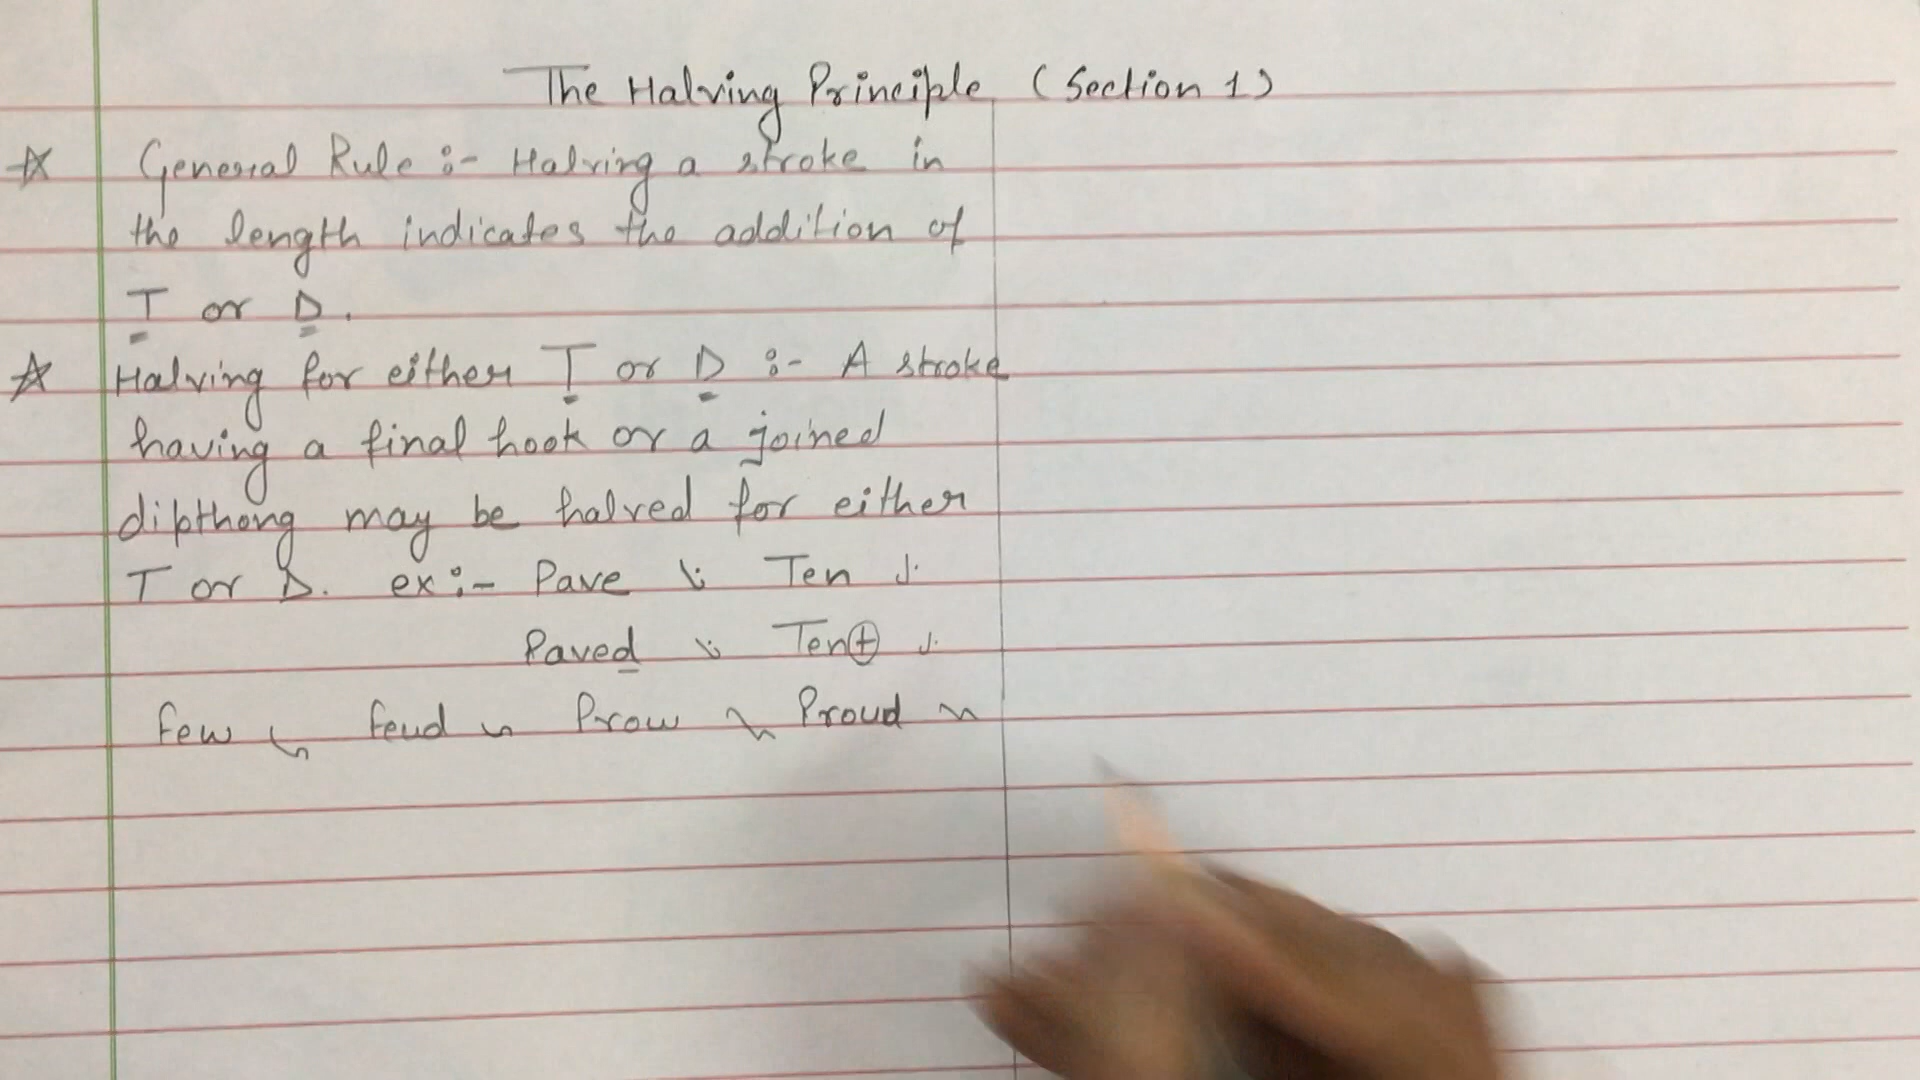 The Halving Principle (Section 1)
☆ General Rule :- Halving a stroke in
the length indicates the addition of
T or D.
☆ Halving for either T or D :- A stroke
having a final hook or a joined
dipthong may be halved for either
T or D. ex :- Pave Ten
Paved Tent
Few Feud Prow Proud